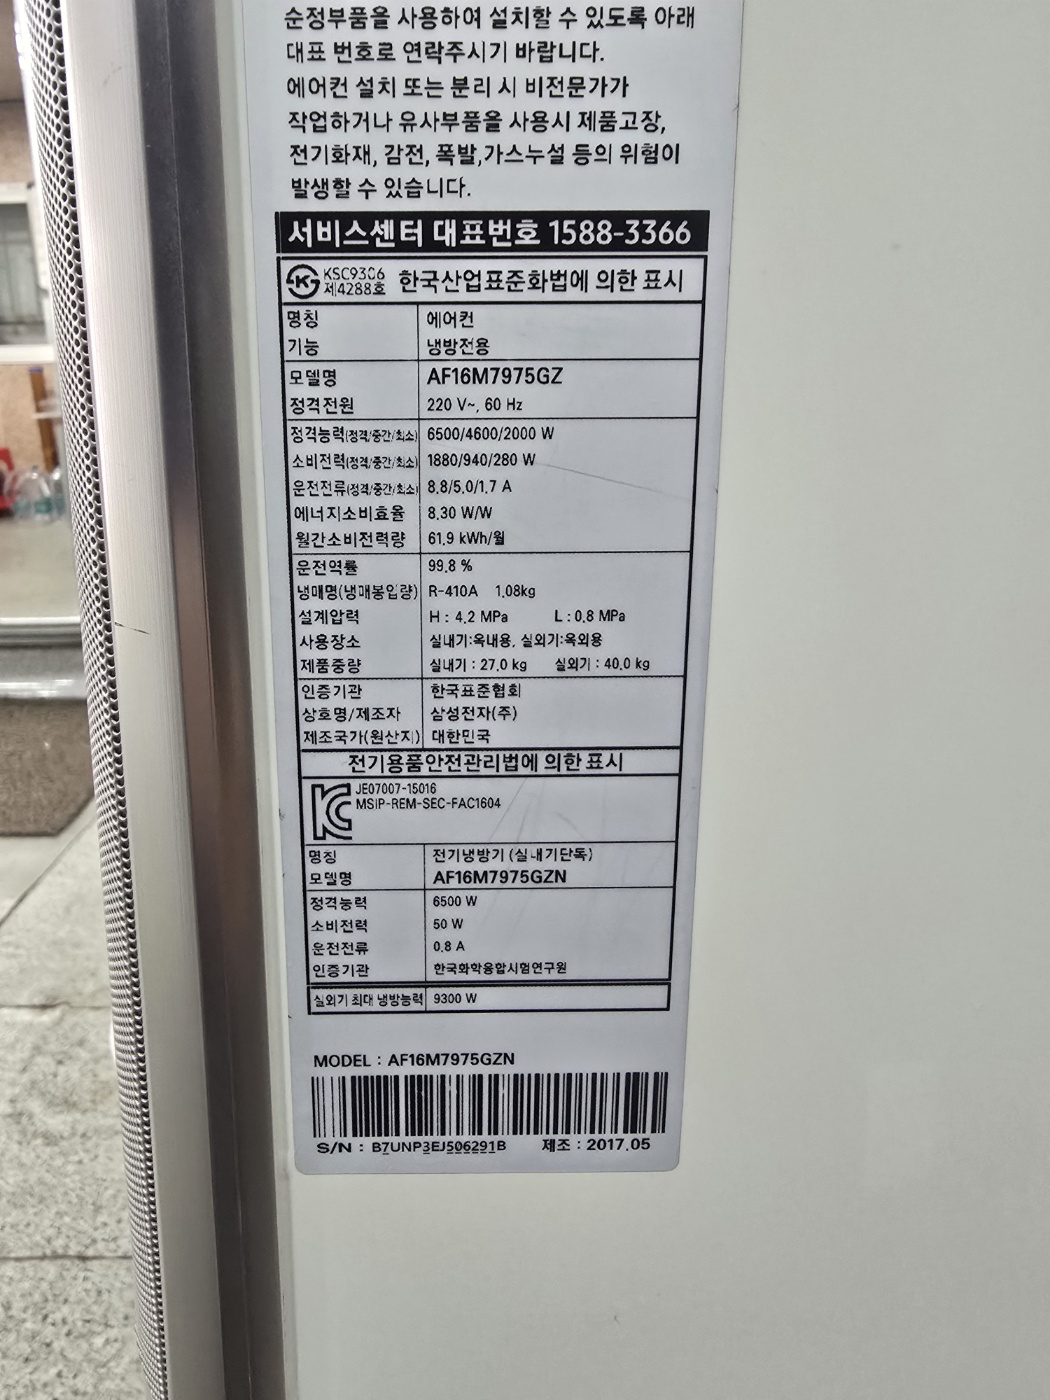 순정부품을 사용하여 설치할 수 있도록 아래
대표 번호로 연락주시기 바랍니다.
에어컨 설치 또는 분리 시 비전문가가
작업하거나 유사부품을 사용시 제품고장,
전기화재, 감전, 폭발,가스누설 등의 위험이
발생할 수 있습니다.
서비스센터 대표번호 1588-3366
KSC9306
제4288호 한국산업표준화법에 의한 표시
명칭 에어컨
기능 냉방전용
모델명 AF16M7975GZ
정격전원 220 V~, 60 Hz
정격능력(정격/중간/최소) 6500/4600/2000 W
소비전력(정격/중간/최소) 1880/940/280 W
운전전류(정격/중간/최소) 8.8/5.0/1.7 A
에너지소비효율 8.30 W/W
월간소비전력량 61.9 kWh/월
운전역률 99.8 %
냉매명(냉매봉입량) R-410A 1.08kg
설계압력 H : 4.2 MPa L : 0.8 MPa
사용장소 실내기:옥내용, 실외기:옥외용
제품중량 실내기 : 27.0 kg 실외기 : 40.0 kg
인증기관 한국표준협회
상호명/제조자 삼성전자(주)
제조국가(원산지) 대한민국
전기용품안전관리법에 의한 표시
JE07007-15016
MSIP-REM-SEC-FAC1604
명칭 전기냉방기 (실내기단독)
모델명 AF16M7975GZN
정격능력 6500 W
소비전력 50 W
운전전류 0.8 A
인증기관 한국화학융합시험연구원
실외기 최대 냉방능력 9300 W
MODEL : AF16M7975GZN
S/N : B7UNP3EJ506291B 제조 : 2017.05